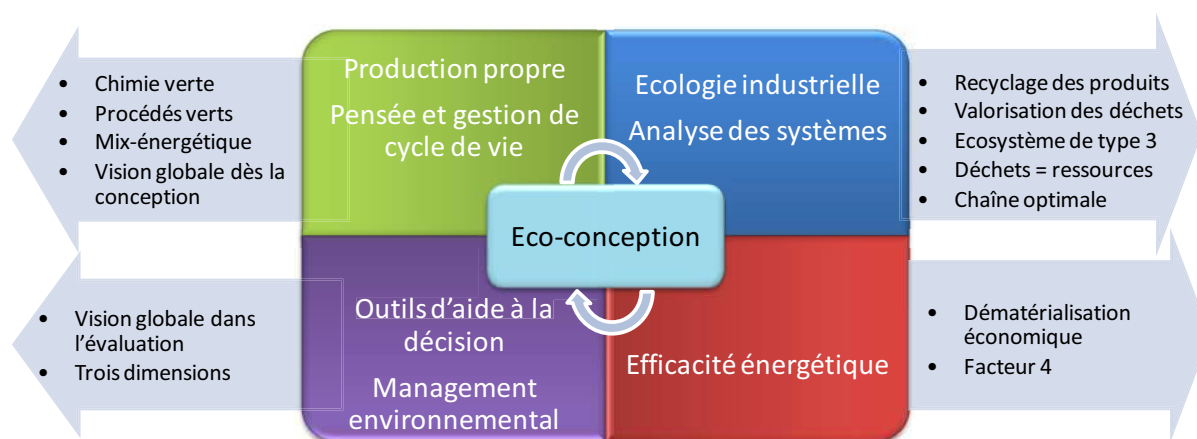 • Chimie verte
• Procédés verts
• Mix-énergétique
• Vision globale dès la
conception
Production propre
Pensée et gestion de
cycle de vie
Ecologie industrielle
Analyse des systèmes
• Recyclage des produits
• Valorisation des déchets
• Ecosystème de type 3
• Déchets = ressources
• Chaîne optimale
Eco-conception
• Vision globale dans
l’évaluation
• Trois dimensions
Outils d’aide à la
décision
Management
environnemental
Efficacité énergétique
• Dématérialisation
économique
• Facteur 4